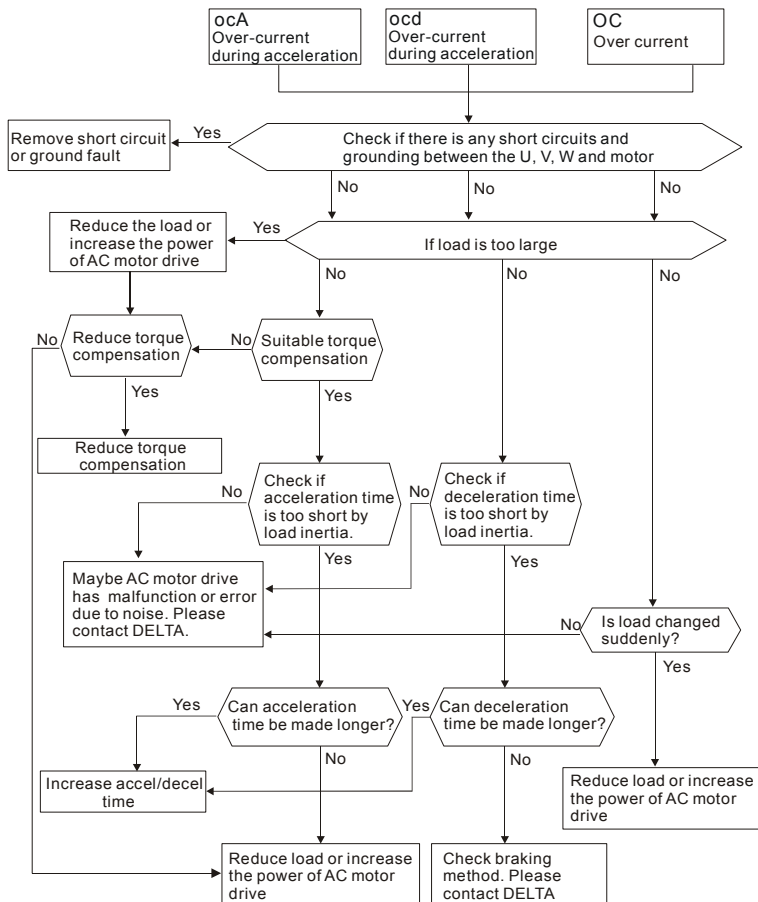 ocA
Over-current
during acceleration
ocd
Over-current
during acceleration
OC
Over current
Remove short circuit
or ground fault
Yes
Check if there is any short circuits and
grounding between the U, V, W and motor
No
No
No
Reduce the load or
increase the power
of AC motor drive
Yes
If load is too large
No
No
No
No
Reduce torque
compensation
No
Suitable torque
compensation
Yes
Yes
Reduce torque
compensation
No
Check if
acceleration time
is too short by
load inertia.
No
Check if
deceleration time
is too short by
load inertia.
Yes
Yes
Maybe AC motor drive
has malfunction or error
due to noise. Please
contact DELTA.
No
Is load changed
suddenly?
Yes
Yes
Can acceleration
time be made longer?
Yes
Can deceleration
time be made longer?
No
No
Increase accel/decel
time
Reduce load or increase
the power of AC motor
drive
Reduce load or increase
the power of AC motor
drive
Check braking
method. Please
contact DELTA